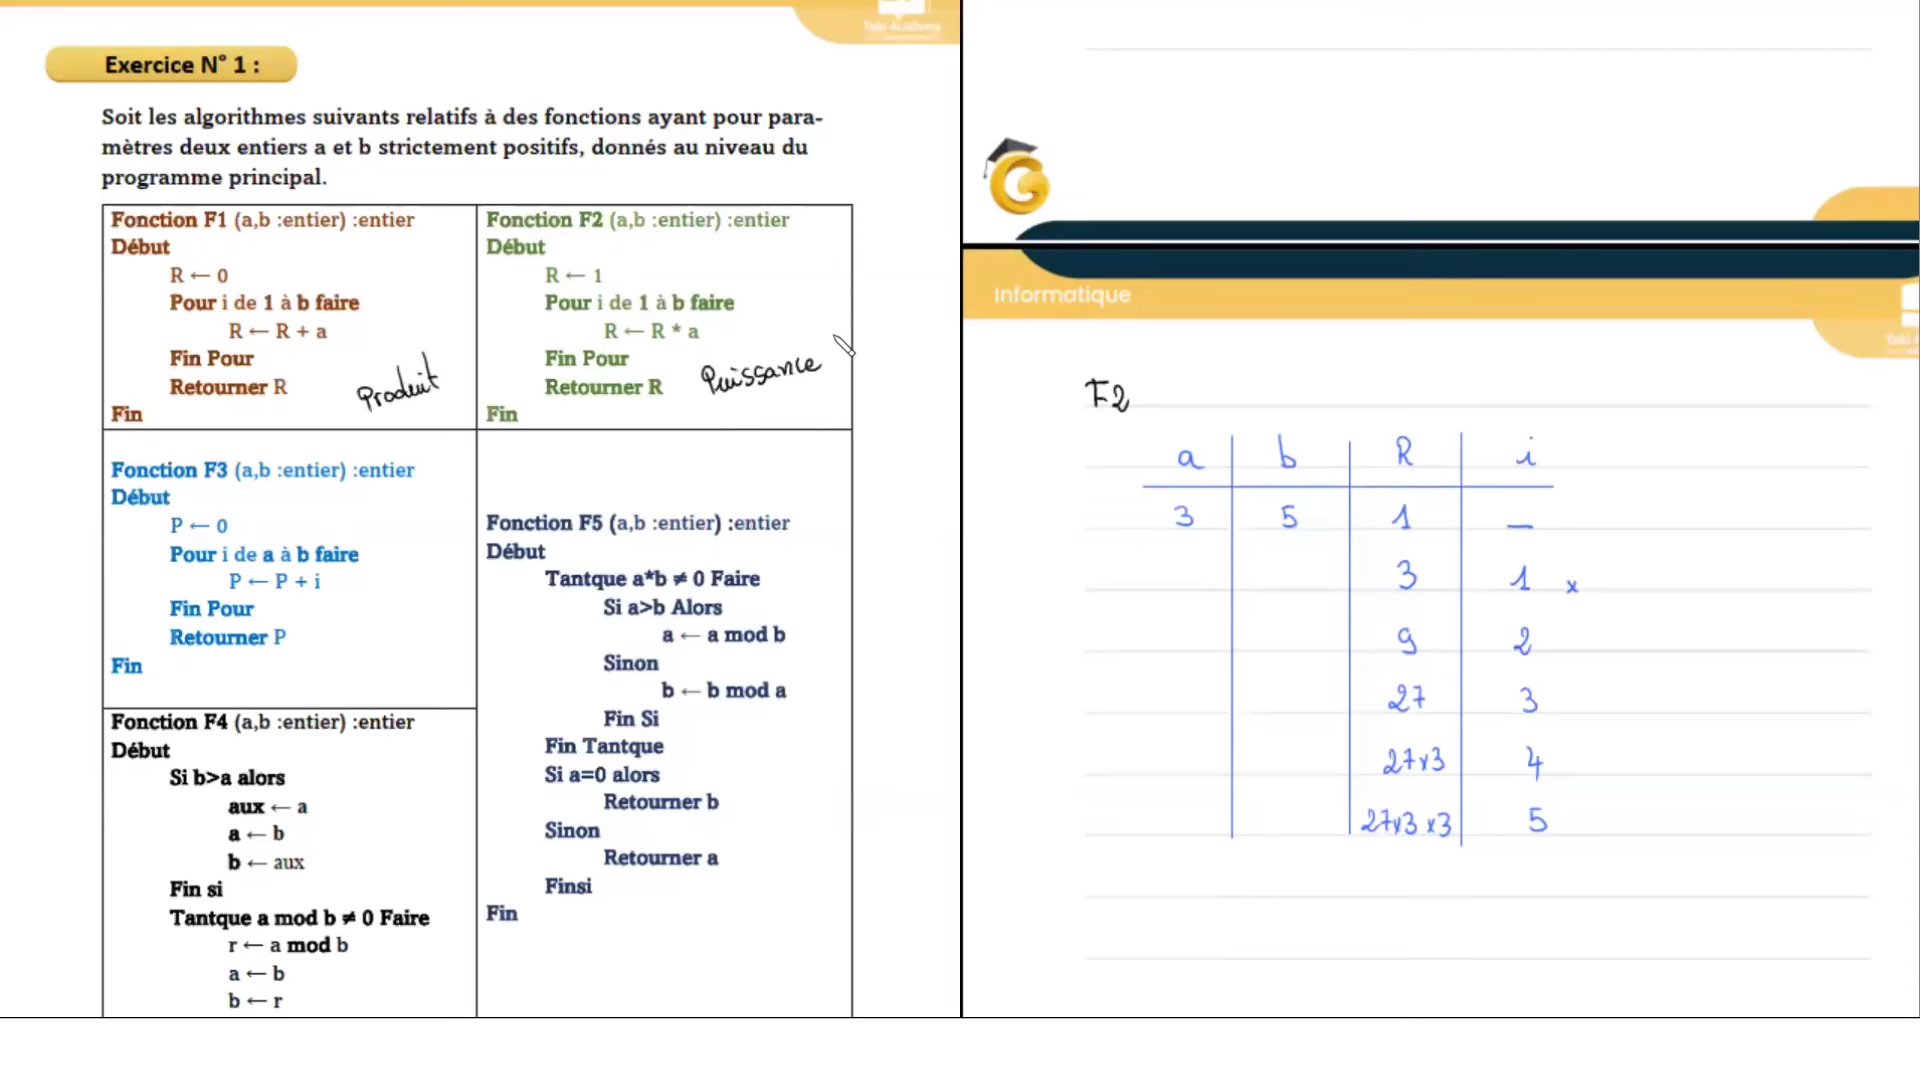 Taki Academy
Exercice N° 1 :
Soit les algorithmes suivants relatifs à des fonctions ayant pour para-
mètres deux entiers a et b strictement positifs, donnés au niveau du
programme principal.
Fonction F1 (a,b :entier) :entier
Début
R ← 0
Pour i de 1 à b faire
R ← R + a
Fin Pour
Retourner R
Produit
Fin
Fonction F2 (a,b :entier) :entier
Début
R ← 1
Pour i de 1 à b faire
R ← R * a
Fin Pour
Retourner R
Puissance
Fin
Fonction F3 (a,b :entier) :entier
Début
P ← 0
Pour i de a à b faire
P ← P + i
Fin Pour
Retourner P
Fin
Fonction F4 (a,b :entier) :entier
Début
Si b>a alors
aux ← a
a ← b
b ← aux
Fin si
Tantque a mod b ≠ 0 Faire
r ← a mod b
a ← b
b ← r
Fonction F5 (a,b :entier) :entier
Début
Tantque a*b ≠ 0 Faire
Si a>b Alors
a ← a mod b
Sinon
b ← b mod a
Fin Si
Fin Tantque
Si a=0 alors
Retourner b
Sinon
Retourner a
Finsi
Fin
Informatique
F2
a b R i
3 5 1 —
3 1 x
9 2
27 3
27x3 4
27x3x3 5